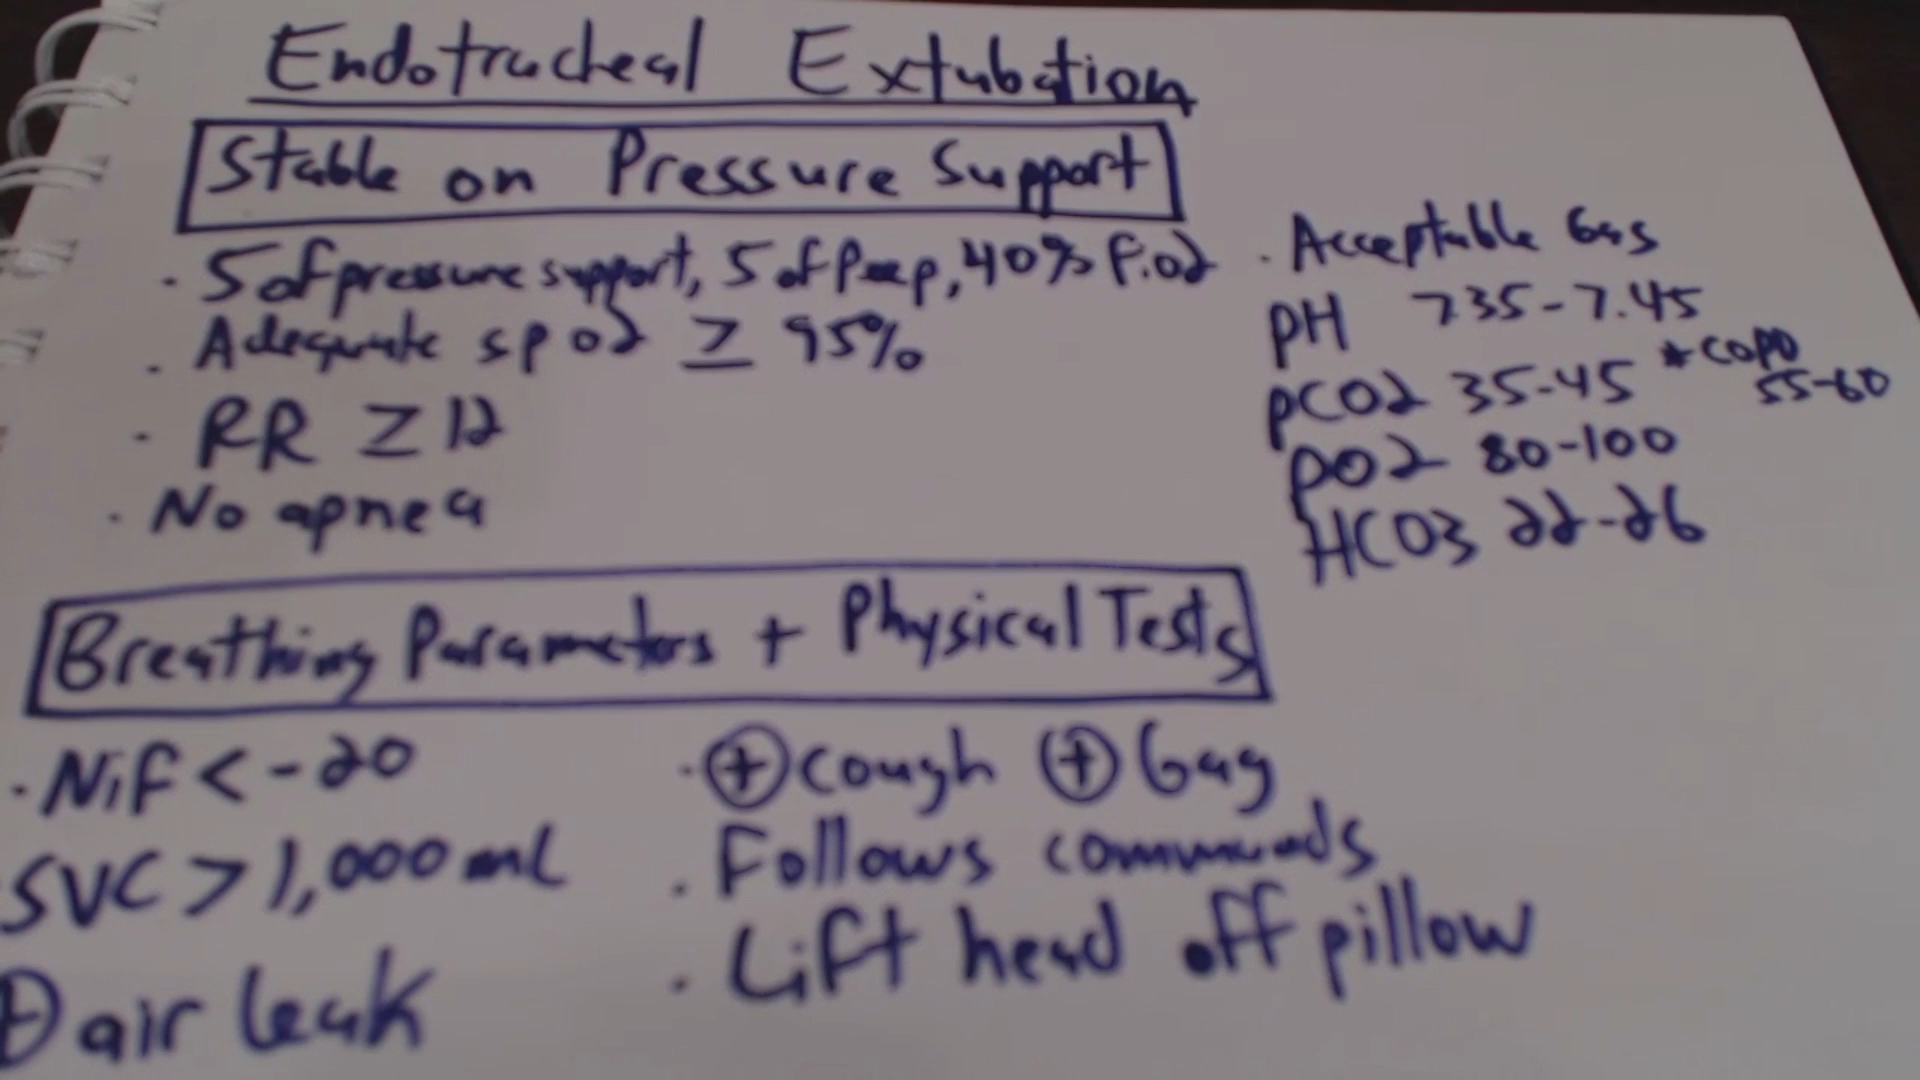 Endotracheal Extubation
Stable on Pressure Support
· 5 of pressure support, 5 of Peep, 40% Fio2
· Adequate spo2 ≥ 95%
· RR ≥ 12
· No apnea
· Acceptable Gas
pH 735-7.45
pCO2 35-45 *COPD 55-60
pO2 80-100
HCO3 22-26
Breathing Parameters + Physical Tests
· Nif < -20
SVC > 1,000 mL
⊕ air leak
· ⊕ cough ⊕ Gag
· Follows commands
· Lift head off pillow